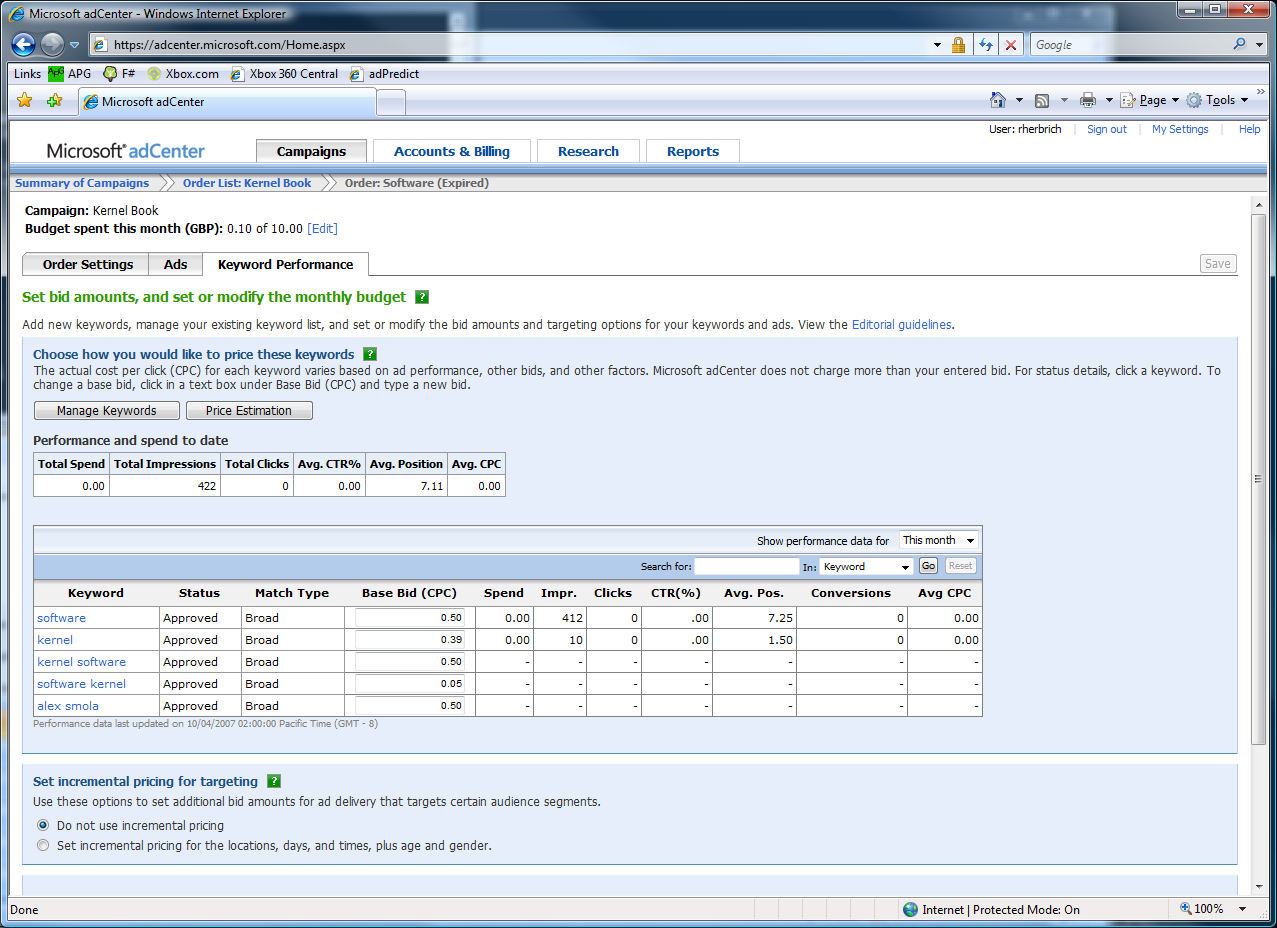 Microsoft adCenter - Windows Internet Explorer
https://adcenter.microsoft.com/Home.aspx
Google
Links APG F# Xbox.com Xbox 360 Central adPredict
Microsoft adCenter
Page Tools
User: rherbrich Sign out My Settings Help
Microsoft® adCenter Campaigns Accounts & Billing Research Reports
Summary of Campaigns Order List: Kernel Book Order: Software (Expired)
Campaign: Kernel Book
Budget spent this month (GBP): 0.10 of 10.00 [Edit]
Order Settings Ads Keyword Performance Save
Set bid amounts, and set or modify the monthly budget ?
Add new keywords, manage your existing keyword list, and set or modify the bid amounts and targeting options for your keywords and ads. View the Editorial guidelines.
Choose how you would like to price these keywords ?
The actual cost per click (CPC) for each keyword varies based on ad performance, other bids, and other factors. Microsoft adCenter does not charge more than your entered bid. For status details, click a keyword. To
change a base bid, click in a text box under Base Bid (CPC) and type a new bid.
Manage Keywords Price Estimation
Performance and spend to date
Total Spend Total Impressions Total Clicks Avg. CTR% Avg. Position Avg. CPC
0.00 422 0 0.00 7.11 0.00
Show performance data for This month
Search for: In: Keyword Go Reset
Keyword Status Match Type Base Bid (CPC) Spend Impr. Clicks CTR(%) Avg. Pos. Conversions Avg CPC
software Approved Broad 0.50 0.00 412 0 .00 7.25 0 0.00
kernel Approved Broad 0.39 0.00 10 0 .00 1.50 0 0.00
kernel software Approved Broad 0.50 - - - - - - -
software kernel Approved Broad 0.05 - - - - - - -
alex smola Approved Broad 0.50 - - - - - - -
Performance data last updated on 10/04/2007 02:00:00 Pacific Time (GMT - 8)
Set incremental pricing for targeting ?
Use these options to set additional bid amounts for ad delivery that targets certain audience segments.
Do not use incremental pricing
Set incremental pricing for the locations, days, and times, plus age and gender.
Done Internet | Protected Mode: On 100%